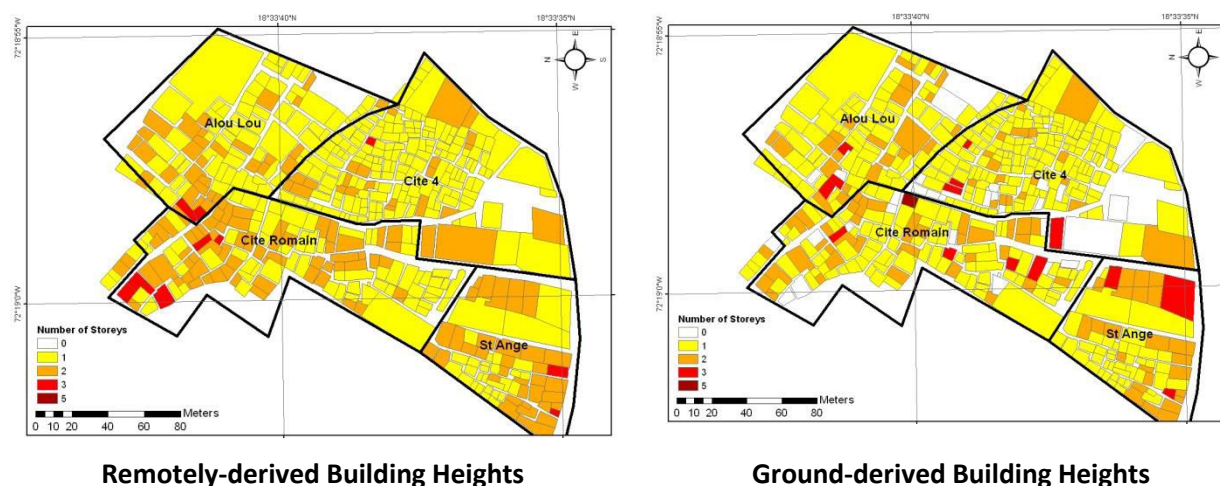 18°33'40"W
18°33'35"W
72°18'55"W
E
N
S
W
Alou Lou
Cite 4
Cite Romain
72°19'0"W
St Ange
Number of Storeys
0
1
2
3
5
Meters
0 10 20 40 60 80
Remotely-derived Building Heights
18°33'40"W
18°33'35"W
72°18'55"W
E
N
S
W
Alou Lou
Cite 4
Cite Romain
72°19'0"W
St Ange
Number of Storeys
0
1
2
3
5
Meters
0 10 20 40 60 80
Ground-derived Building Heights